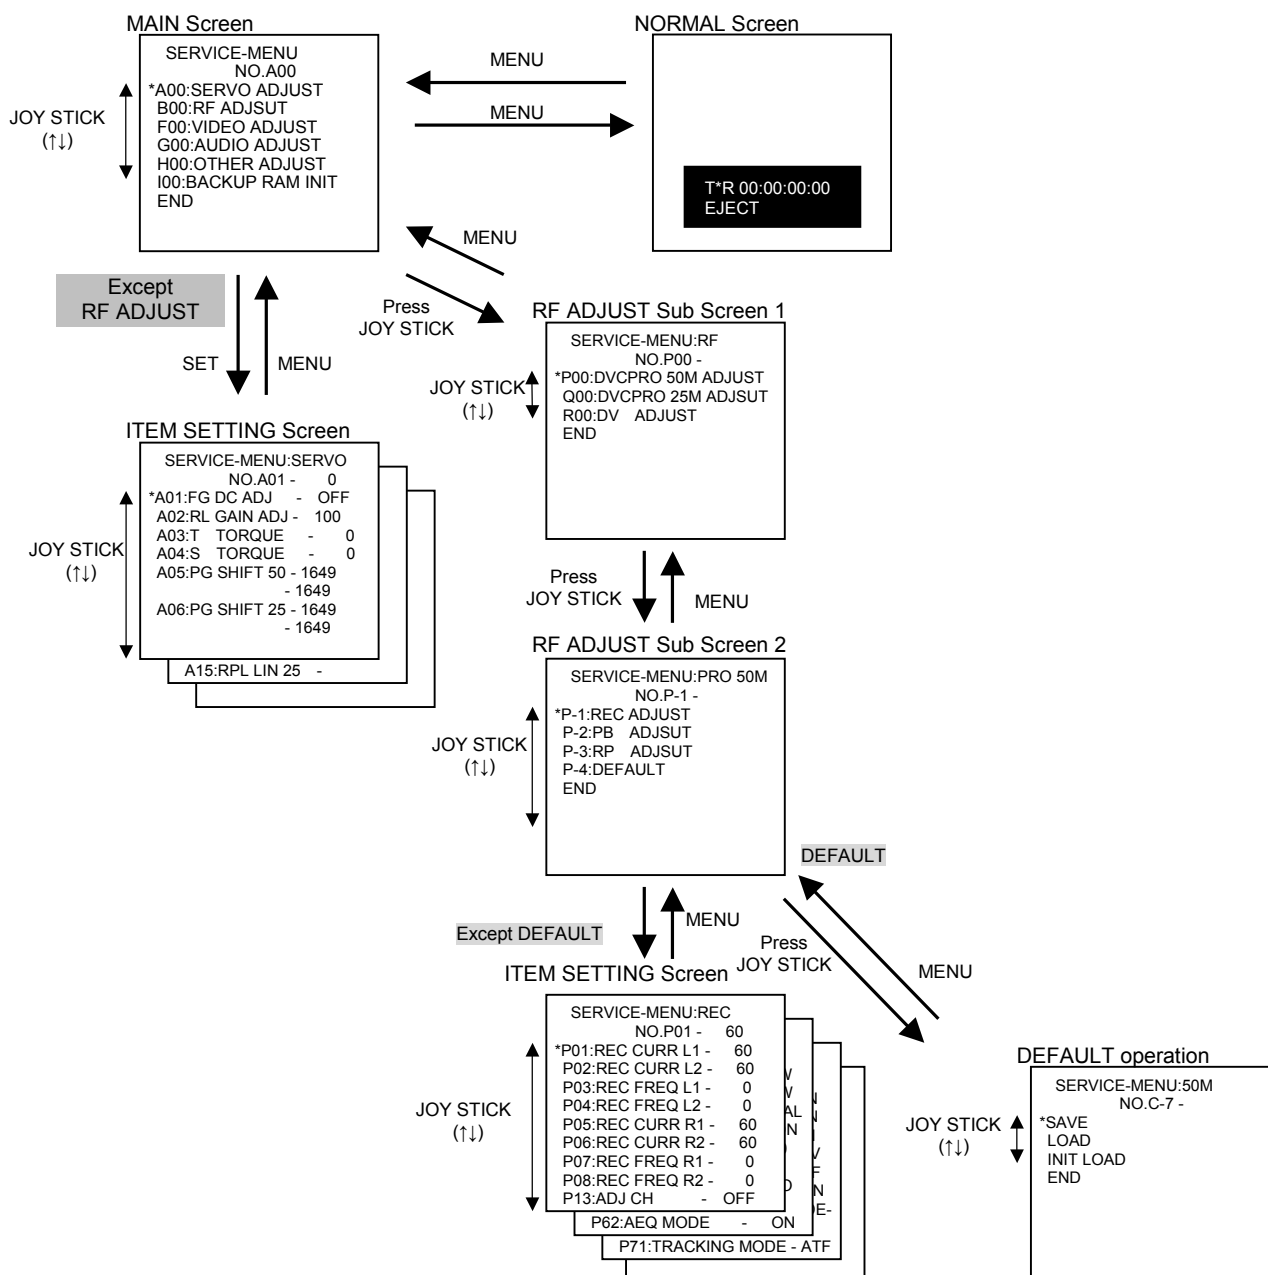 MAIN Screen
SERVICE-MENU
NO.A00
*A00:SERVO ADJUST
B00:RF ADJSUT
F00:VIDEO ADJUST
G00:AUDIO ADJUST
H00:OTHER ADJUST
I00:BACKUP RAM INIT
END
JOY STICK
(↑↓)
MENU
MENU
NORMAL Screen
T*R 00:00:00:00
EJECT
MENU
Press
JOY STICK
Except
RF ADJUST
SET
MENU
RF ADJUST Sub Screen 1
SERVICE-MENU:RF
NO.P00 -
*P00:DVCPRO 50M ADJUST
Q00:DVCPRO 25M ADJSUT
R00:DV ADJUST
END
JOY STICK
(↑↓)
ITEM SETTING Screen
SERVICE-MENU:SERVO
NO.A01 - 0
*A01:FG DC ADJ - OFF
A02:RL GAIN ADJ - 100
A03:T TORQUE - 0
A04:S TORQUE - 0
A05:PG SHIFT 50 - 1649
- 1649
A06:PG SHIFT 25 - 1649
- 1649
A15:RPL LIN 25 -
JOY STICK
(↑↓)
Press
JOY STICK
MENU
RF ADJUST Sub Screen 2
SERVICE-MENU:PRO 50M
NO.P-1 -
*P-1:REC ADJUST
P-2:PB ADJSUT
P-3:RP ADJSUT
P-4:DEFAULT
END
JOY STICK
(↑↓)
DEFAULT
Except DEFAULT
MENU
Press
JOY STICK
MENU
ITEM SETTING Screen
SERVICE-MENU:REC
NO.P01 - 60
*P01:REC CURR L1 - 60
P02:REC CURR L2 - 60
P03:REC FREQ L1 - 0
P04:REC FREQ L2 - 0
P05:REC CURR R1 - 60
P06:REC CURR R2 - 60
P07:REC FREQ R1 - 0
P08:REC FREQ R2 - 0
P13:ADJ CH - OFF
P62:AEQ MODE - ON
P71:TRACKING MODE - ATF
JOY STICK
(↑↓)
DEFAULT operation
SERVICE-MENU:50M
NO.C-7 -
*SAVE
LOAD
INIT LOAD
END
JOY STICK
(↑↓)